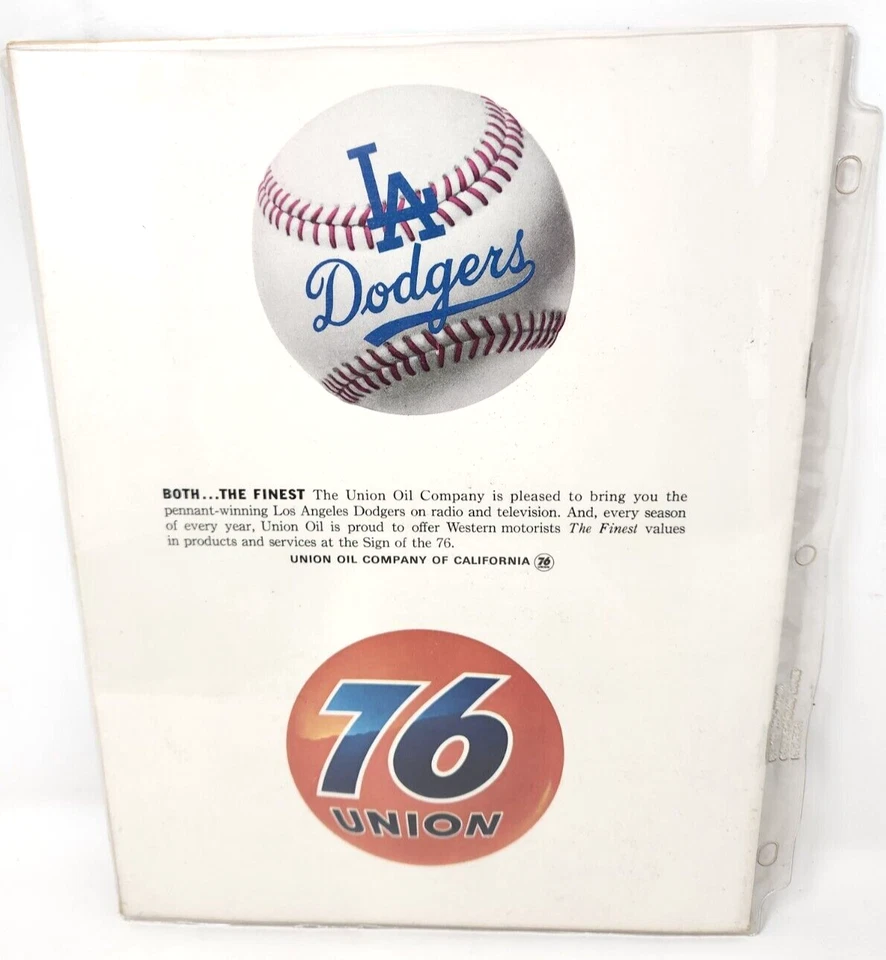 LA
Dodgers
BOTH...THE FINEST The Union Oil Company is pleased to bring you the
pennant-winning Los Angeles Dodgers on radio and television. And, every season
of every year, Union Oil is proud to offer Western motorists The Finest values
in products and services at the Sign of the 76.
UNION OIL COMPANY OF CALIFORNIA 76
76
UNION